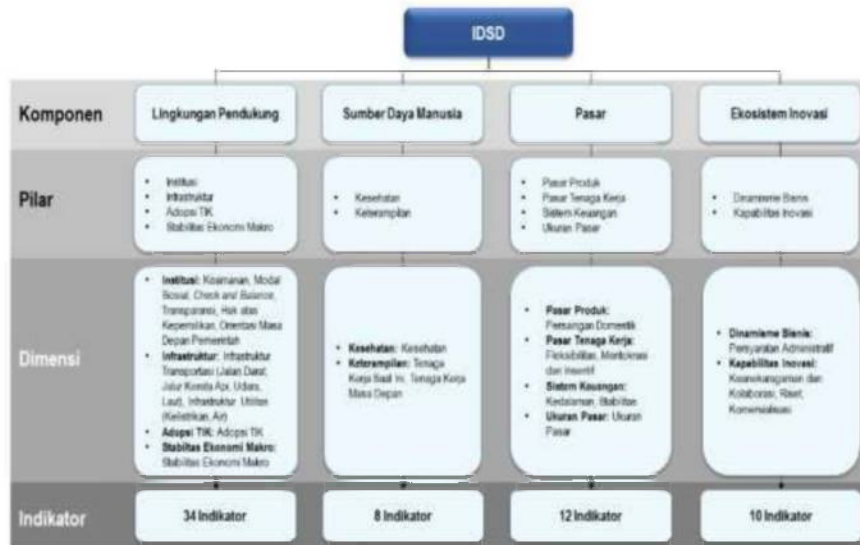 IDSD
Komponen
Lingkungan Pendukung
Sumber Daya Manusia
Pasar
Ekosistem Inovasi
Pilar
• Institusi
• Infrastruktur
• Adopsi TIK
• Stabilitas Ekonomi Makro
• Kesehatan
• Keterampilan
• Pasar Produk
• Pasar Tenaga Kerja
• Sistem Keuangan
• Ukuran Pasar
• Dinamisme Bisnis
• Kapabilitas Inovasi
Dimensi
• Institusi: Keamanan, Modal
Sosial, Check and Balance,
Transparansi, Hak atas
Kepemilikan, Orientasi Masa
Depan Pemerintah
• Infrastruktur: Infrastruktur
Transportasi (Jalan Darat,
Jalur Kereta Api, Udara,
Laut), Infrastruktur Utilitas
(Kelistrikan, Air)
• Adopsi TIK: Adopsi TIK
• Stabiltas Ekonomi Makro:
Stabilitas Ekonomi Makro
• Kesehatan: Kesehatan
• Keterampilan: Tenaga
Kerja Saat Ini, Tenaga Kerja
Masa Depan
• Pasar Produk:
Persaingan Domestik
• Pasar Tenaga Kerja:
Fleksibilitas, Meritokrasi
dan Insentif
• Sistem Keuangan:
Kedalaman, Stabilitas
• Ukuran Pasar: Ukuran
Pasar
• Dinamisme Bisnis:
Persyaratan Administratif
• Kapabilitas Inovasi:
Keanekaragaman dan
Kolaborasi, Riset,
Komersialisasi
Indikator
34 Indikator
8 Indikator
12 Indikator
10 Indikator